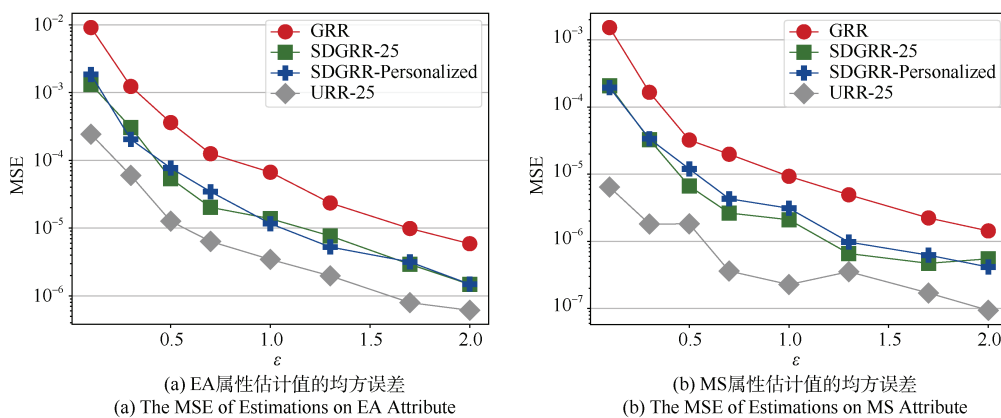 10⁻²
10⁻³
10⁻⁴
10⁻⁵
10⁻⁶
MSE
GRR
SDGRR-25
SDGRR-Personalized
URR-25
0.5 1.0 1.5 2.0
ε
(a) EA属性估计值的均方误差
(a) The MSE of Estimations on EA Attribute
10⁻³
10⁻⁴
10⁻⁵
10⁻⁶
10⁻⁷
MSE
GRR
SDGRR-25
SDGRR-Personalized
URR-25
0.5 1.0 1.5 2.0
ε
(b) MS属性估计值的均方误差
(b) The MSE of Estimations on MS Attribute